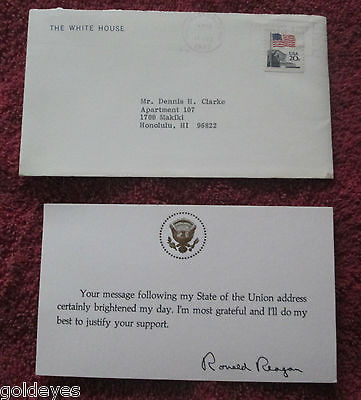 THE WHITE HOUSE
USA
20c
Mr. Dennis H. Clarke
Apartment 107
1700 Makiki
Honolulu, HI 96822
Your message following my State of the Union address
certainly brightened my day. I'm most grateful and I'll do my
best to justify your support.
Ronald Reagan
goldeyes